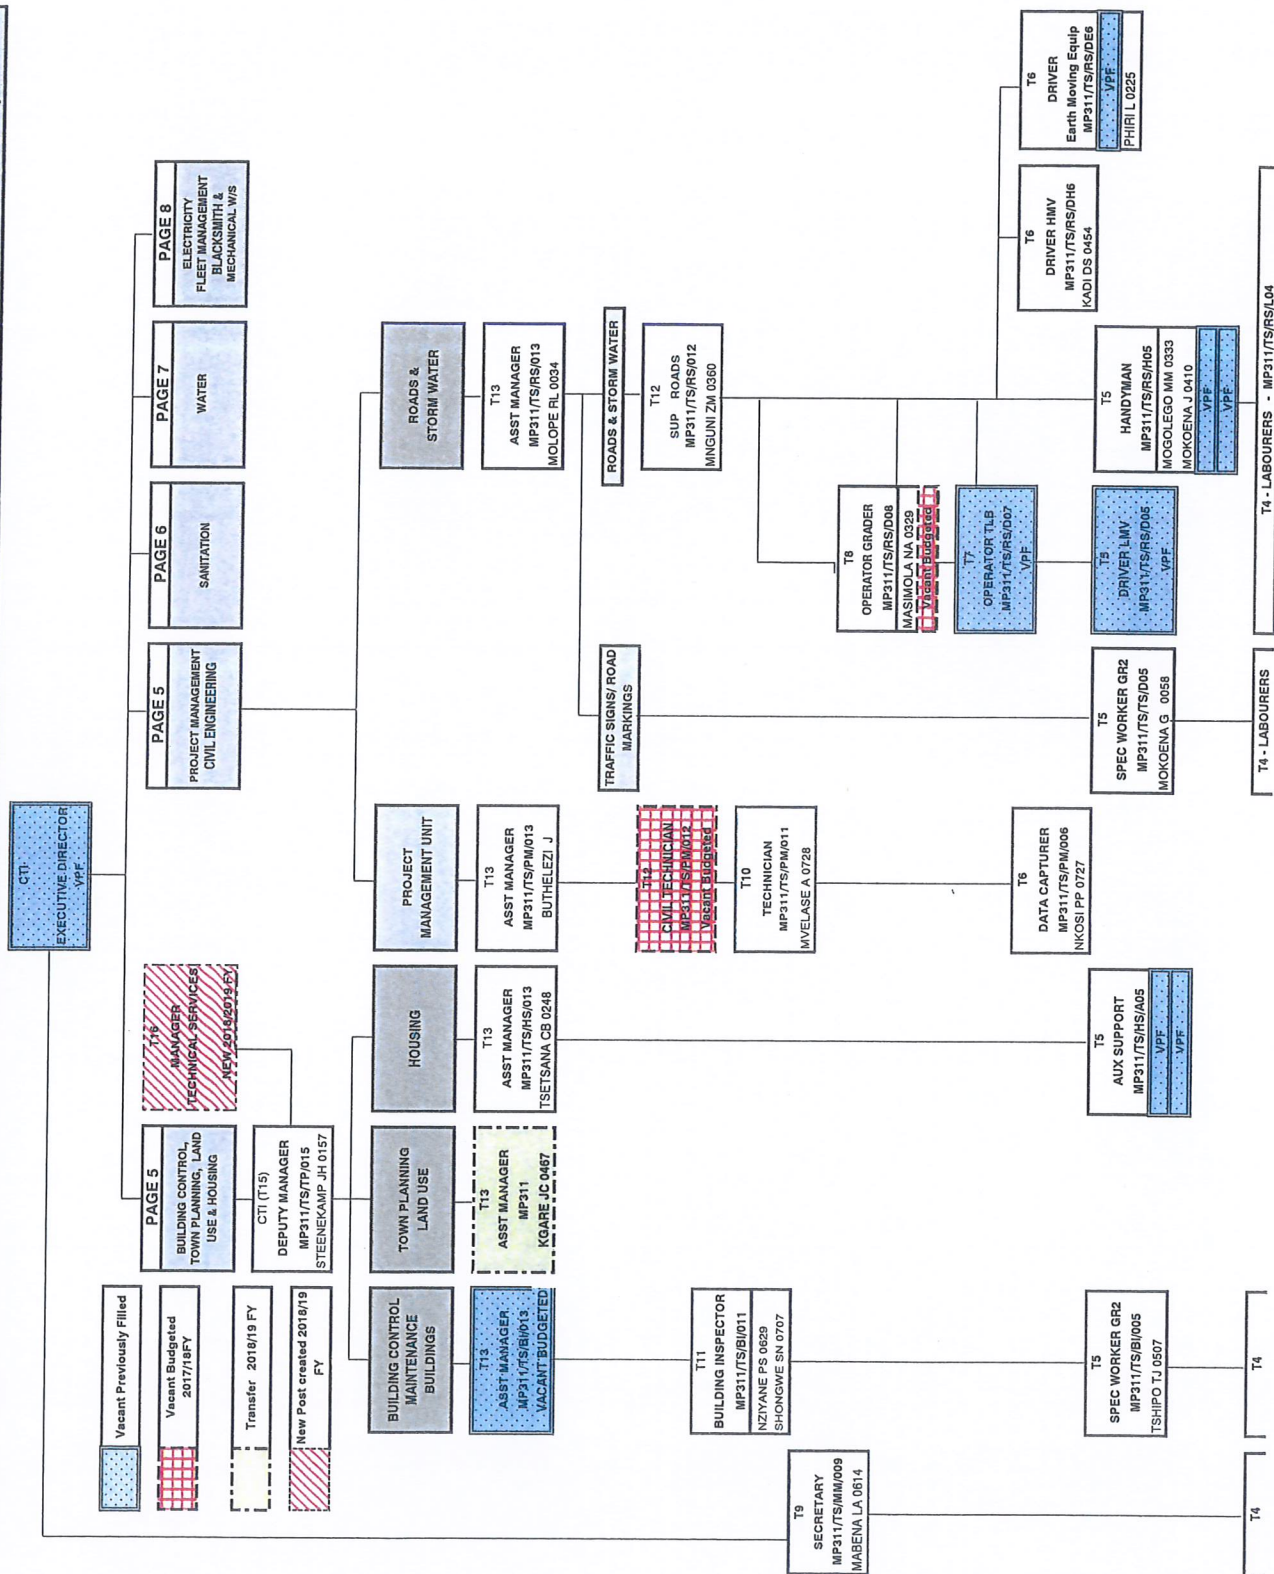 CTI
EXECUTIVE DIRECTOR
VPF
PAGE 5
BUILDING CONTROL,
TOWN PLANNING, LAND
USE & HOUSING
T16
MANAGER
TECHNICAL SERVICES
NEW 2018/2019 FY
PAGE 5
PROJECT MANAGEMENT
CIVIL ENGINEERING
PAGE 6
SANITATION
PAGE 7
WATER
PAGE 8
ELECTRICITY
FLEET MANAGEMENT
BLACKSMITH &
MECHANICAL W/S
Vacant Previously Filled
Vacant Budgeted
2017/18FY
Transfer 2018/19 FY
New Post created 2018/19
FY
CTI (T15)
DEPUTY MANAGER
MP311/TS/TP/015
STEENEKAMP JH 0157
BUILDING CONTROL
MAINTENANCE
BUILDINGS
TOWN PLANNING
LAND USE
HOUSING
PROJECT
MANAGEMENT UNIT
ROADS &
STORM WATER
T13
ASST MANAGER
MP311/TS/BI/013
VACANT BUDGETED
T13
ASST MANAGER
MP311
KGARE JC 0467
T13
ASST MANAGER
MP311/TS/HS/013
TSETSANA CB 0248
T13
ASST MANAGER
MP311/TS/PM/013
BUTHELEZI J
T13
ASST MANAGER
MP311/TS/RS/013
MOLOPE RL 0034
TRAFFIC SIGNS/ ROAD
MARKINGS
ROADS & STORM WATER
T12
CIVIL TECHNICIAN
MP311/TS/PM/012
Vacant Budgeted
T12
SUP ROADS
MP311/TS/RS/012
MNGUNI ZM 0360
T11
BUILDING INSPECTOR
MP311/TS/BI/011
NZIYANE PS 0629
SHONGWE SN 0707
T10
TECHNICIAN
MP311/TS/PM/011
MVELASE A 0728
T9
SECRETARY
MP311/TS/MM/009
MABENA LA 0614
T8
OPERATOR GRADER
MP311/TS/RS/D08
MASIMOLA NA 0329
Vacant Budgeted
T7
OPERATOR TLB
MP311/TS/RS/D07
VPF
T6
DATA CAPTURER
MP311/TS/PM/006
NKOSI PP 0727
T6
DRIVER HMV
MP311/TS/RS/DH6
KADI DS 0454
T6
DRIVER
Earth Moving Equip
MP311/TS/RS/DE6
VPF
PHIRI L 0225
T5
SPEC WORKER GR2
MP311/TS/BI/005
TSHIPO TJ 0507
T5
AUX SUPPORT
MP311/TS/HS/A05
VPF
VPF
T5
SPEC WORKER GR2
MP311/TS/TS/D05
MOKOENA G 0058
T5
DRIVER LMV
MP311/TS/RS/D05
VPF
T5
HANDYMAN
MP311/TS/RS/H05
MOGOLEGO MM 0333
MOKOENA J 0410
VPF
VPF
T4
T4
T4 - LABOURERS
T4 - LABOURERS - MP311/TS/RS/L04